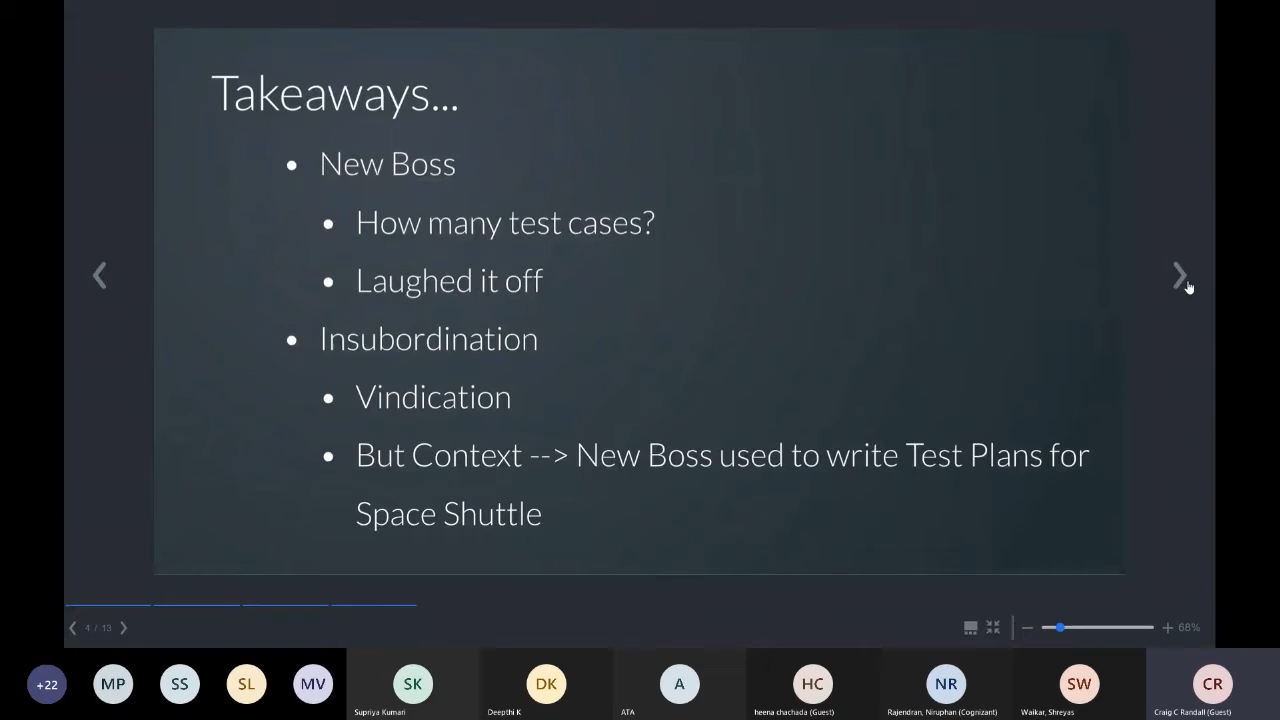 Takeaways...
• New Boss
• How many test cases?
• Laughed it off
• Insubordination
• Vindication
• But Context --> New Boss used to write Test Plans for
Space Shuttle
4 / 13
68%
+22
MP
SS
SL
MV
SK
DK
A
HC
NR
SW
CR
Supriya Kumari
Deepthi K
ATA
heena chachada (Guest)
Rajendran, Niruphan (Cognizant)
Waikar, Shreyas
Craig C Randall (Guest)